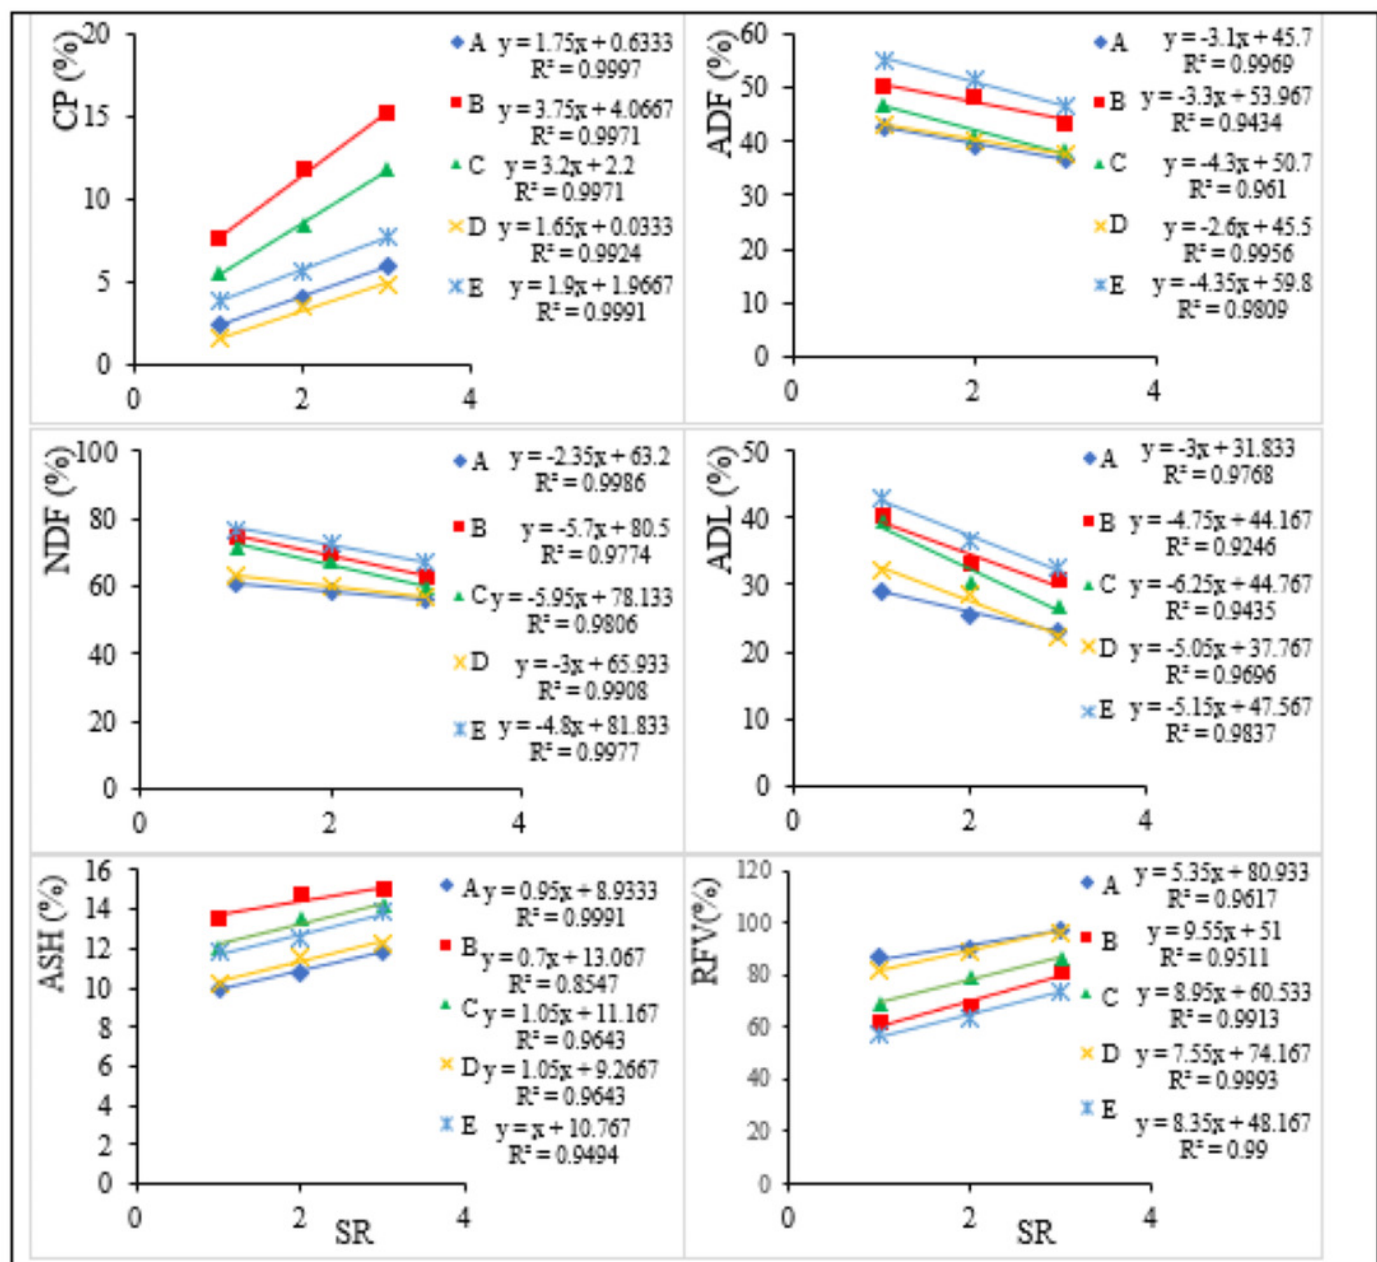 CP (%)
20
15
10
5
0
0
2
4
A y = 1.75x + 0.6333
R² = 0.9997
B y = 3.75x + 4.0667
R² = 0.9971
C y = 3.2x + 2.2
R² = 0.9971
D y = 1.65x + 0.0333
R² = 0.9924
E y = 1.9x + 1.9667
R² = 0.9991
ADF (%)
60
50
40
30
20
10
0
0
2
4
A y = -3.1x + 45.7
R² = 0.9969
B y = -3.3x + 53.967
R² = 0.9434
C y = -4.3x + 50.7
R² = 0.961
D y = -2.6x + 45.5
R² = 0.9956
E y = -4.35x + 59.8
R² = 0.9809
NDF (%)
100
80
60
40
20
0
0
2
4
A y = -2.35x + 63.2
R² = 0.9986
B y = -5.7x + 80.5
R² = 0.9774
C y = -5.95x + 78.133
R² = 0.9806
D y = -3x + 65.933
R² = 0.9908
E y = -4.8x + 81.833
R² = 0.9977
ADL (%)
50
40
30
20
10
0
0
2
4
A y = -3x + 31.833
R² = 0.9768
B y = -4.75x + 44.167
R² = 0.9246
C y = -6.25x + 44.767
R² = 0.9435
D y = -5.05x + 37.767
R² = 0.9696
E y = -5.15x + 47.567
R² = 0.9837
ASH (%)
16
14
12
10
8
6
4
2
0
0
2
4
SR
A y = 0.95x + 8.9333
R² = 0.9991
B y = 0.7x + 13.067
R² = 0.8547
C y = 1.05x + 11.167
R² = 0.9643
D y = 1.05x + 9.2667
R² = 0.9643
E y = x + 10.767
R² = 0.9494
RFV(%)
120
100
80
60
40
20
0
0
2
4
SR
A y = 5.35x + 80.933
R² = 0.9617
B y = 9.55x + 51
R² = 0.9511
C y = 8.95x + 60.533
R² = 0.9913
D y = 7.55x + 74.167
R² = 0.9993
E y = 8.35x + 48.167
R² = 0.99